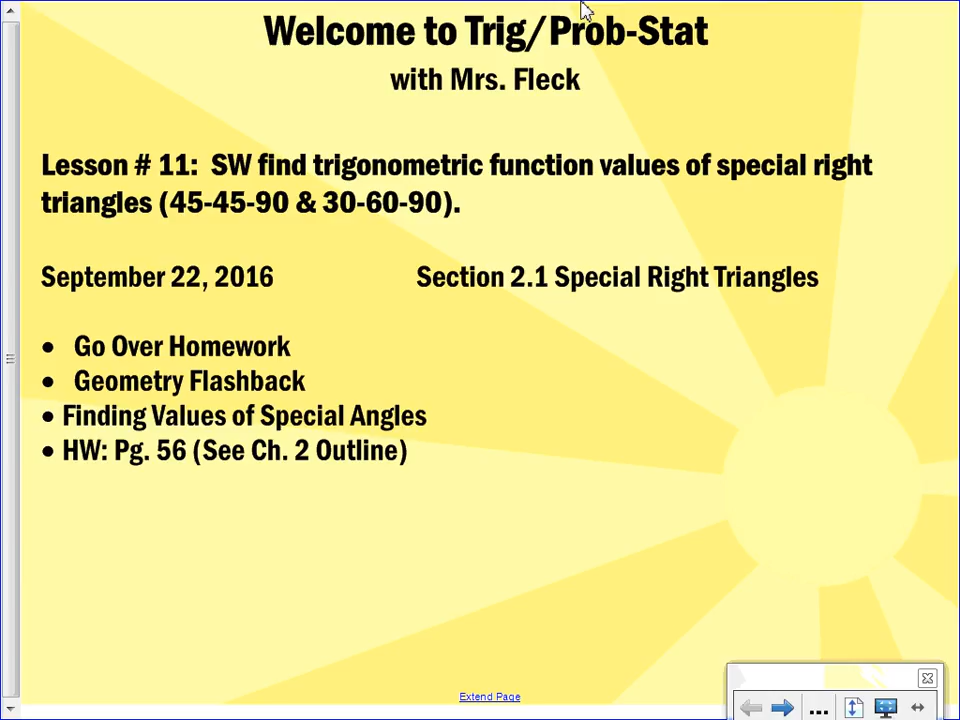 Welcome to Trig/Prob-Stat
with Mrs. Fleck
Lesson # 11:  SW find trigonometric function values of special right
triangles (45-45-90 & 30-60-90).
September 22, 2016 Section 2.1 Special Right Triangles
• Go Over Homework
• Geometry Flashback
• Finding Values of Special Angles
• HW: Pg. 56 (See Ch. 2 Outline)
Extend Page